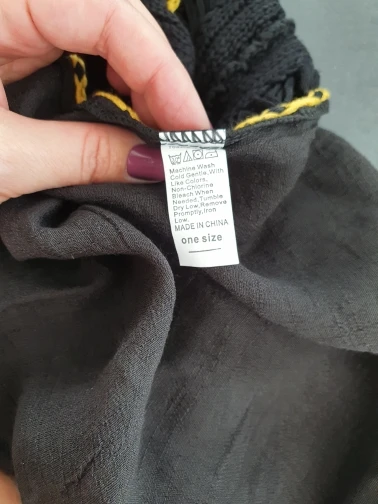 Machine Wash
Cold Gentle,With
Like Colors,
Non-Chlorine
Bleach When
Needed,Tumble
Dry Low,Remove
Promptly,Iron
Low.
MADE IN CHINA
one size